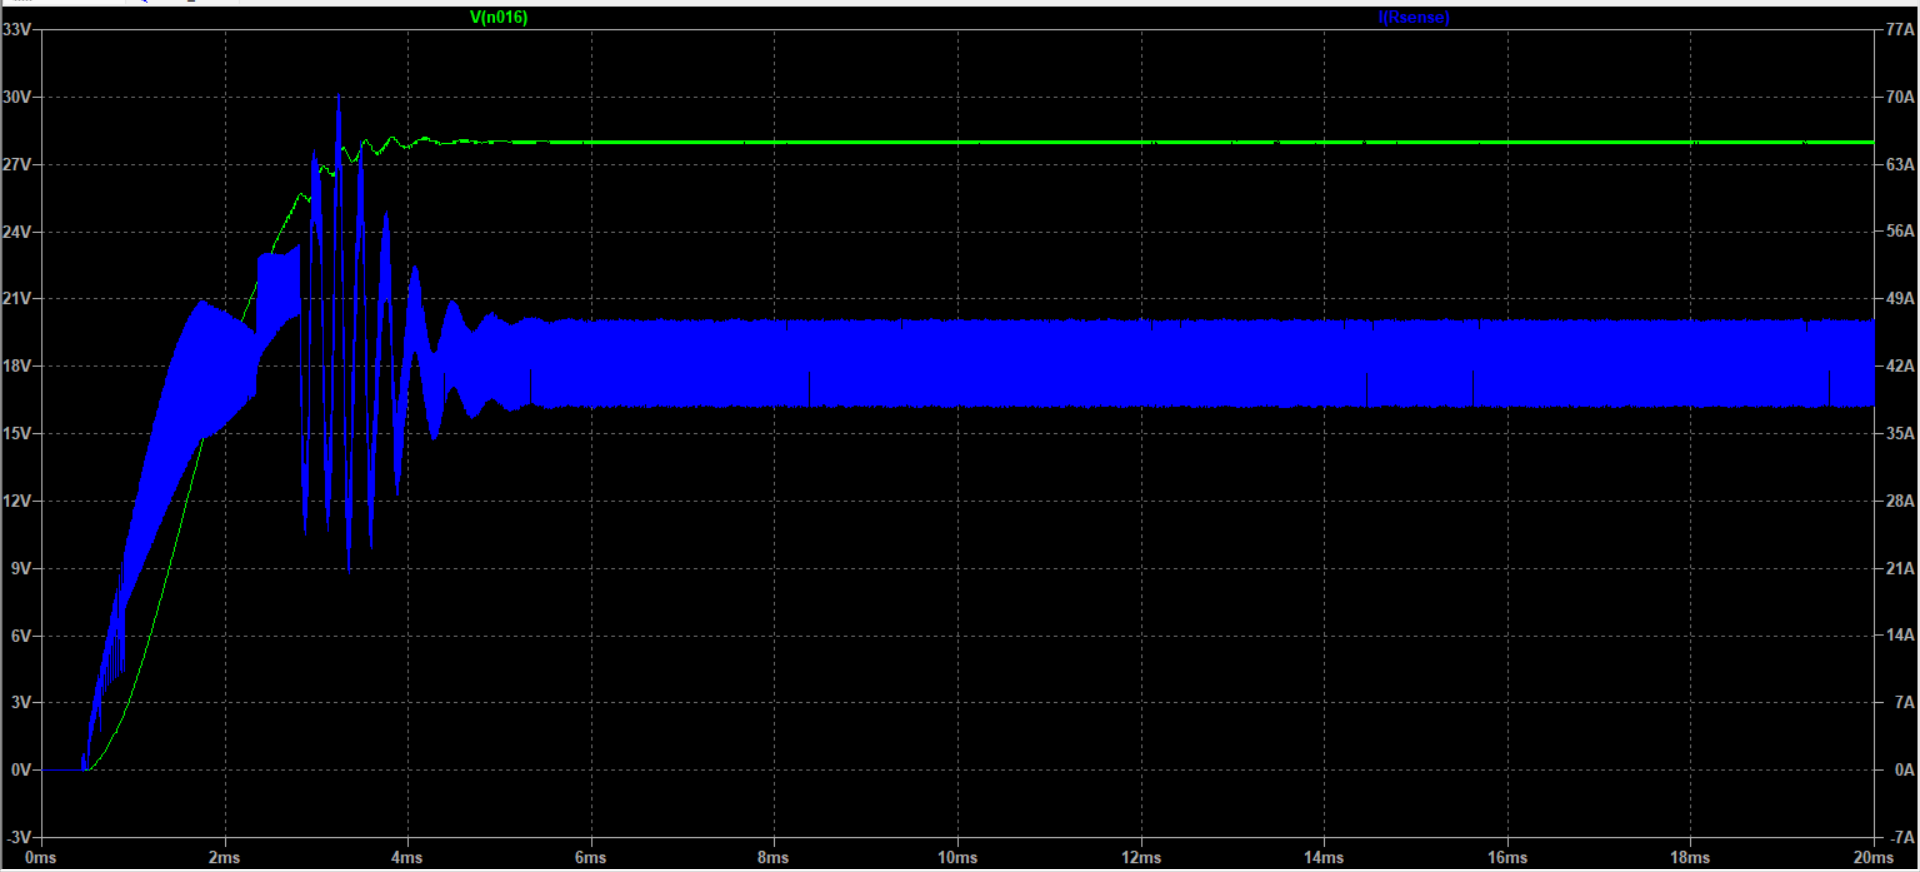 V(n016) I(Rsense)
33V 77A
30V 70A
27V 63A
24V 56A
21V 49A
18V 42A
15V 35A
12V 28A
9V 21A
6V 14A
3V 7A
0V 0A
-3V -7A
0ms 2ms 4ms 6ms 8ms 10ms 12ms 14ms 16ms 18ms 20ms